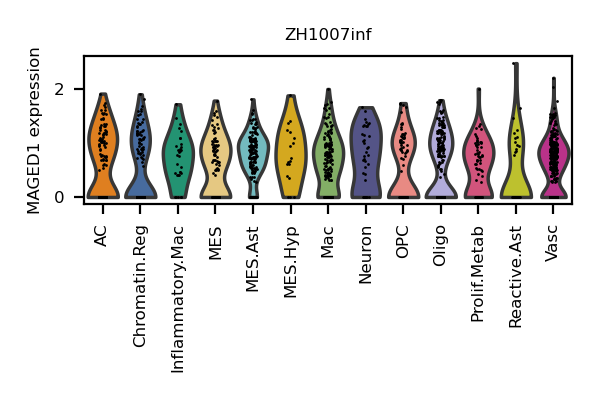 ZH1007inf
MAGED1 expression
2
0
AC
Chromatin.Reg
Inflammatory.Mac
MES
MES.Ast
MES.Hyp
Mac
Neuron
OPC
Oligo
Prolif.Metab
Reactive.Ast
Vasc